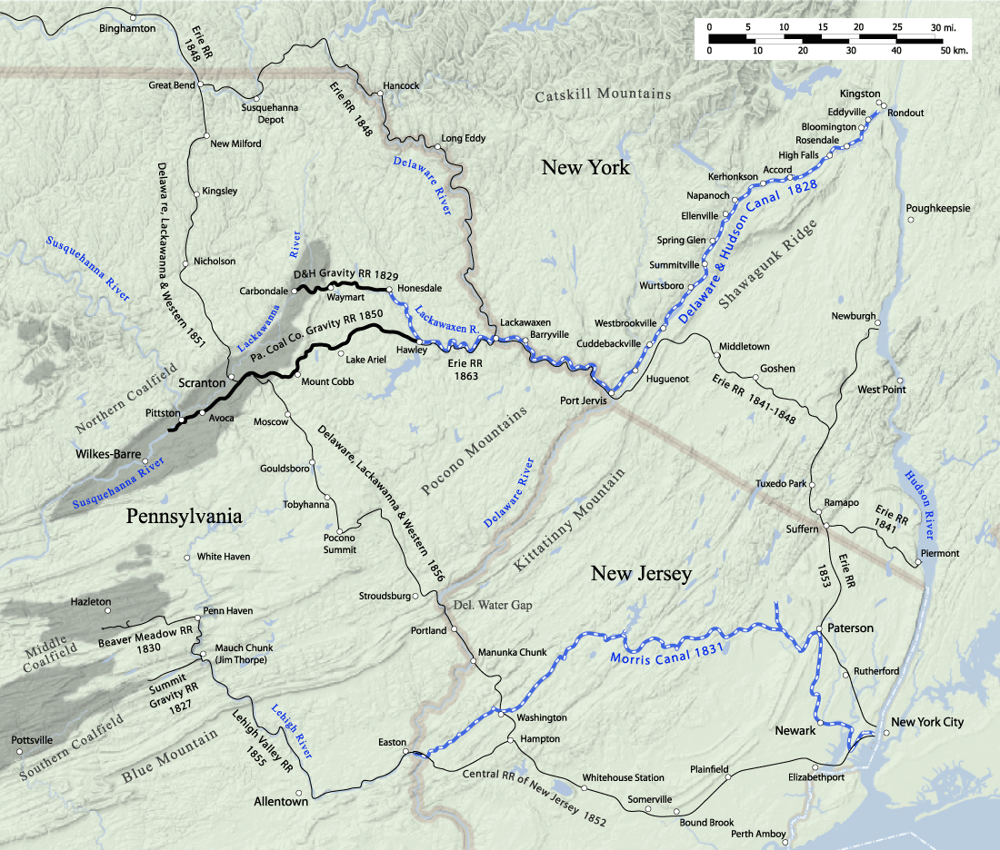 Binghamton
Erie RR
1848
0 5 10 20 25 30 mi.
0 10 20 30 40 50 km.
Great Bend
Susquehanna
Depot
Erie RR 1848
Hancock
Catskill Mountains
Kingston
Eddyville
Rondout
Bloomington
Rosendale
High Falls
New Milford
Long Eddy
Delaware River
New York
Accord
Kerhonkson
Napanoch
Ellenville
Delaware & Hudson Canal 1828
Kingsley
Delawa re, Lackawanna & Western 1851
Poughkeepsie
Susquehanna River
Nicholson
River
Lackawanna
Spring Glen
Summitville
Wurtsboro
Shawagunk Ridge
D&H Gravity RR 1829
Carbondale
Waymart
Honesdale
Pa. Coal Co. Gravity RR 1850
Lackawaxen R.
Lackawaxen
Barryville
Westbrookville
Cuddebackville
Newburgh
Hawley
Erie RR
1863
Lake Ariel
Middletown
Goshen
Huguenot
Erie RR 1841-1848
West Point
Northern Coalfield
Scranton
Mount Cobb
Port Jervis
Pittston
Avoca
Moscow
Wilkes-Barre
Susquehanna River
Pocono Mountains
Delaware, Lackawanna & Western 1856
Gouldsboro
Delaware River
Kittatinny Mountain
Tuxedo Park
Hudson River
Tobyhanna
Ramapo
Suffern
Erie RR
1841
Pennsylvania
Pocono
Summit
White Haven
Piermont
New Jersey
Erie RR
1853
Stroudsburg
Del. Water Gap
Hazleton
Penn Haven
Beaver Meadow RR
1830
Portland
Middle
Coalfield
Mauch Chunk
(Jim Thorpe)
Manunka Chunk
Morris Canal 1831
Paterson
Summit
Gravity RR
1827
Rutherford
Southern Coalfield
Lehigh River
Lehigh Valley RR
1855
Washington
New York City
Newark
Pottsville
Blue Mountain
Easton
Hampton
Central RR of New Jersey 1852
Whitehouse Station
Plainfield
Elizabethport
Allentown
Somerville
Bound Brook
Perth Amboy